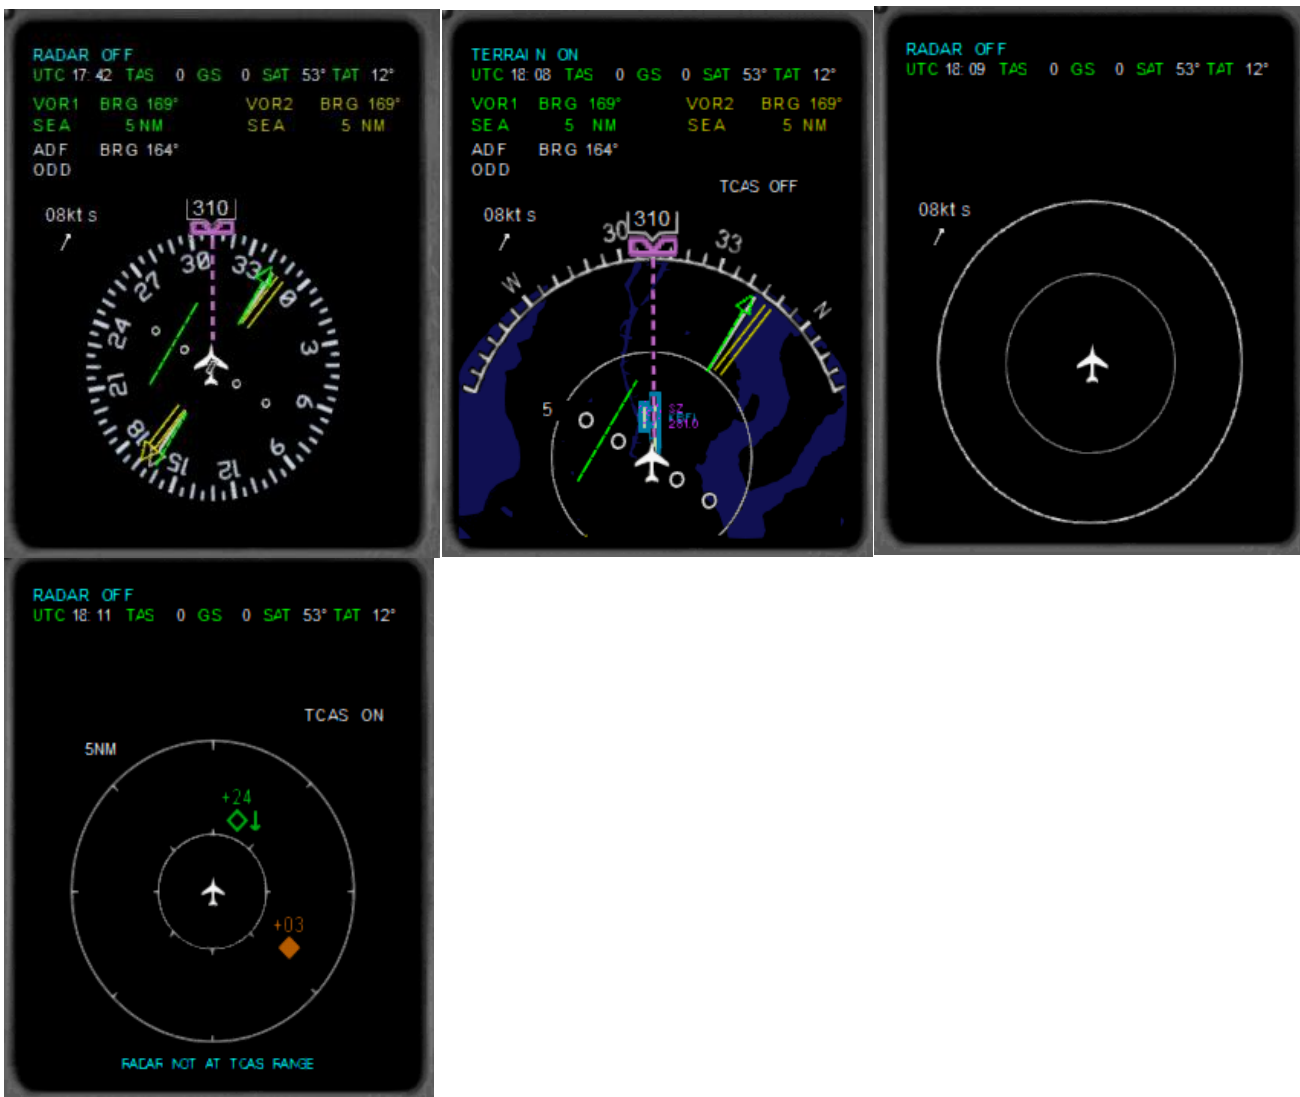 RADAR OFF
UTC 17:42 TAS 0 GS 0 SAT 53° TAT 12°
VOR1 BRG 169° VOR2 BRG 169°
SEA 5 NM SEA 5 NM
ADF BRG 164°
ODD
08kts
310
30
33
0
3
6
9
12
15
18
21
24
27
TERRAIN ON
UTC 18:08 TAS 0 GS 0 SAT 53° TAT 12°
VOR1 BRG 169° VOR2 BRG 169°
SEA 5 NM SEA 5 NM
ADF BRG 164°
ODD
TCAS OFF
08kts
310
30
33
W
N
5
RADAR OFF
UTC 18:09 TAS 0 GS 0 SAT 53° TAT 12°
08kts
RADAR OFF
UTC 18:11 TAS 0 GS 0 SAT 53° TAT 12°
TCAS ON
5NM
+24
+03
RADAR NOT AT TCAS RANGE